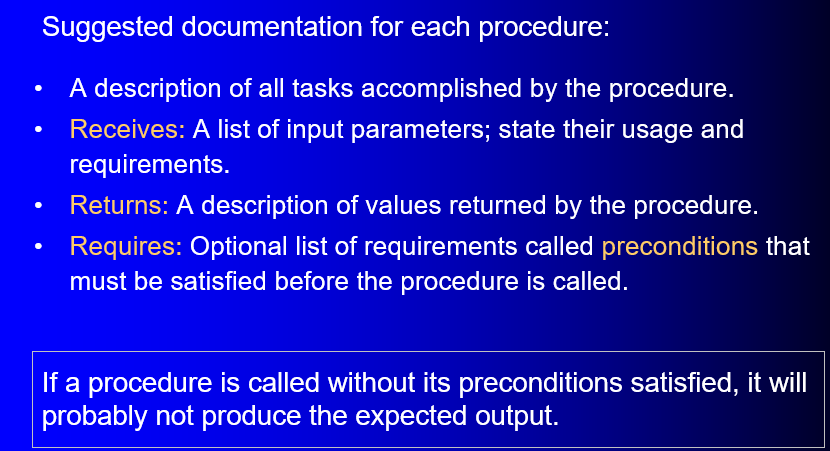 Suggested documentation for each procedure:
• A description of all tasks accomplished by the procedure.
• Receives: A list of input parameters; state their usage and
requirements.
• Returns: A description of values returned by the procedure.
• Requires: Optional list of requirements called preconditions that
must be satisfied before the procedure is called.
If a procedure is called without its preconditions satisfied, it will
probably not produce the expected output.